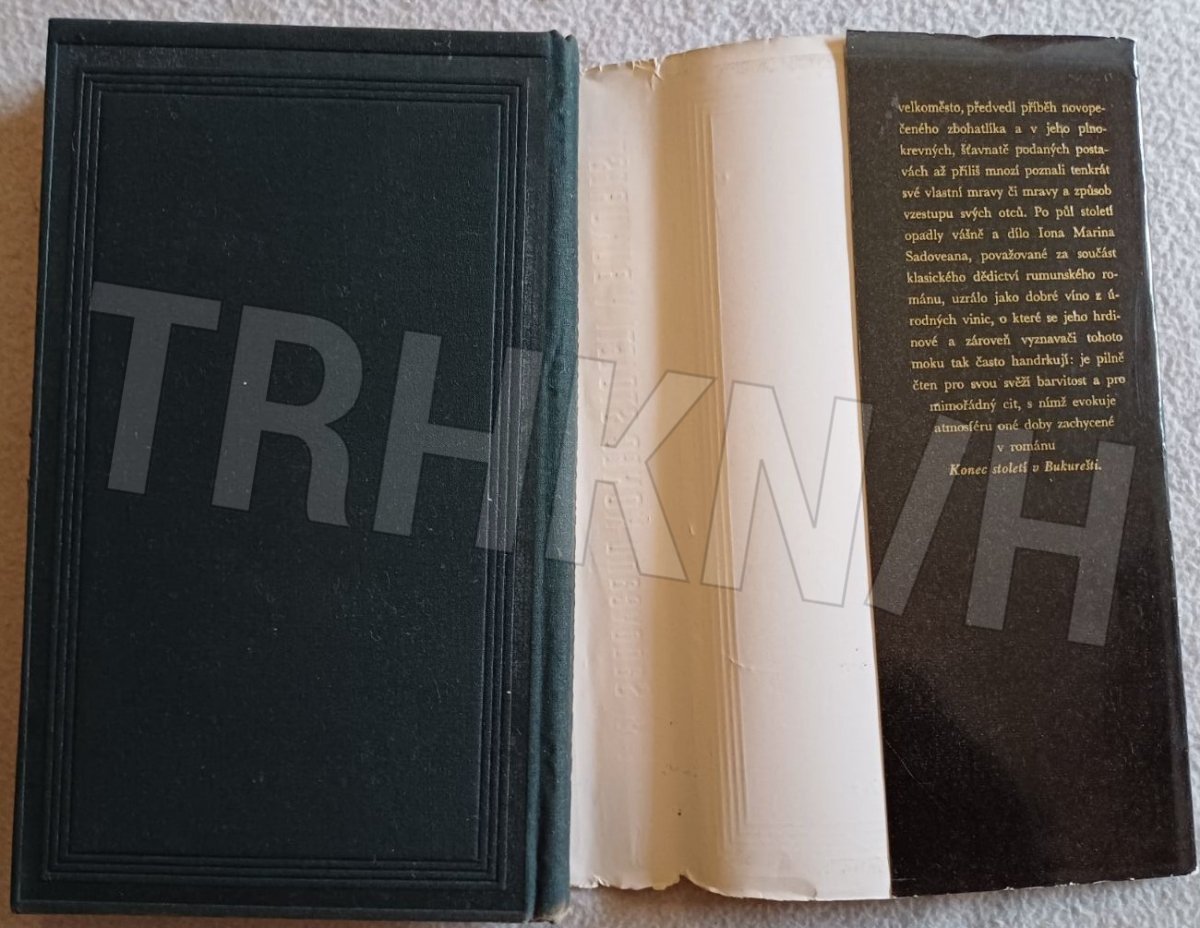 velkoměsto, předvedl příběh novope-
čeného zbohatlíka a v jeho plno-
krevných, šťavnatě podaných posta-
vách až příliš mnozí poznali tenkrát
své vlastní mravy či mravy a způsob
vzestupu svých otců. Po půl století
opadly vášně a dílo Iona Marina
Sadoveana, považované za součást
klasického dědictví rumunského ro-
mánu, uzrálo jako dobré víno z ú-
rodných vinic, o které se jeho hrdi-
nové a zároveň vyznavači tohoto
moku tak často handrkují: je pilně
čten pro svou svěží barvitost a pro
mimořádný cit, s nímž evokuje
atmosféru oné doby zachycené
v románu
Konec století v Bukurešti.
TRHKN/H